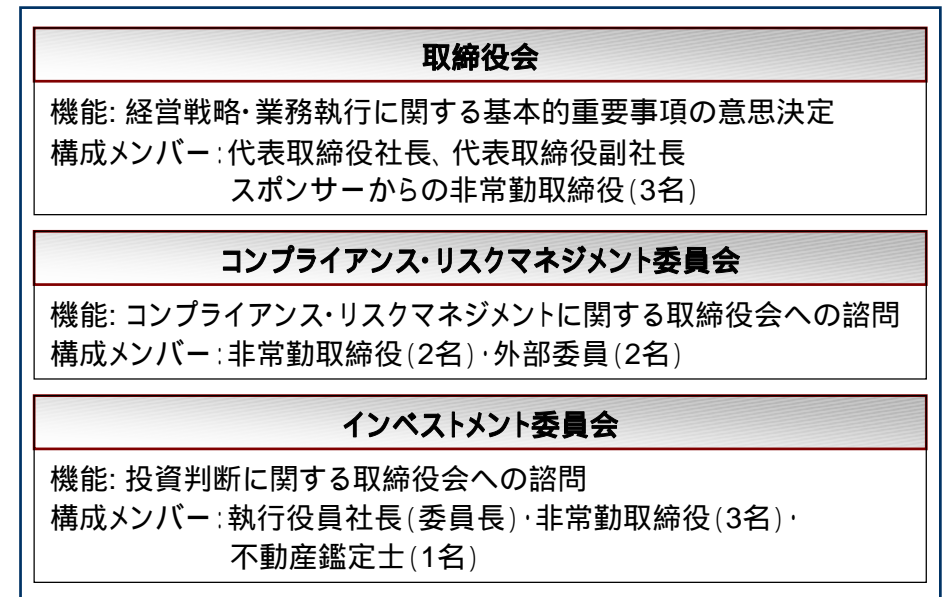 取締役会
機能: 経営戦略･業務執行に関する基本的重要事項の意思決定
構成メンバー:代表取締役社長、代表取締役副社長
スポンサーからの非常勤取締役(3名)
コンプライアンス･リスクマネジメント委員会
機能: コンプライアンス･リスクマネジメントに関する取締役会への諮問
構成メンバー:非常勤取締役(2名)･外部委員(2名)
インベストメント委員会
機能: 投資判断に関する取締役会への諮問
構成メンバー:執行役員社長(委員長)･非常勤取締役(3名)･
不動産鑑定士(1名)